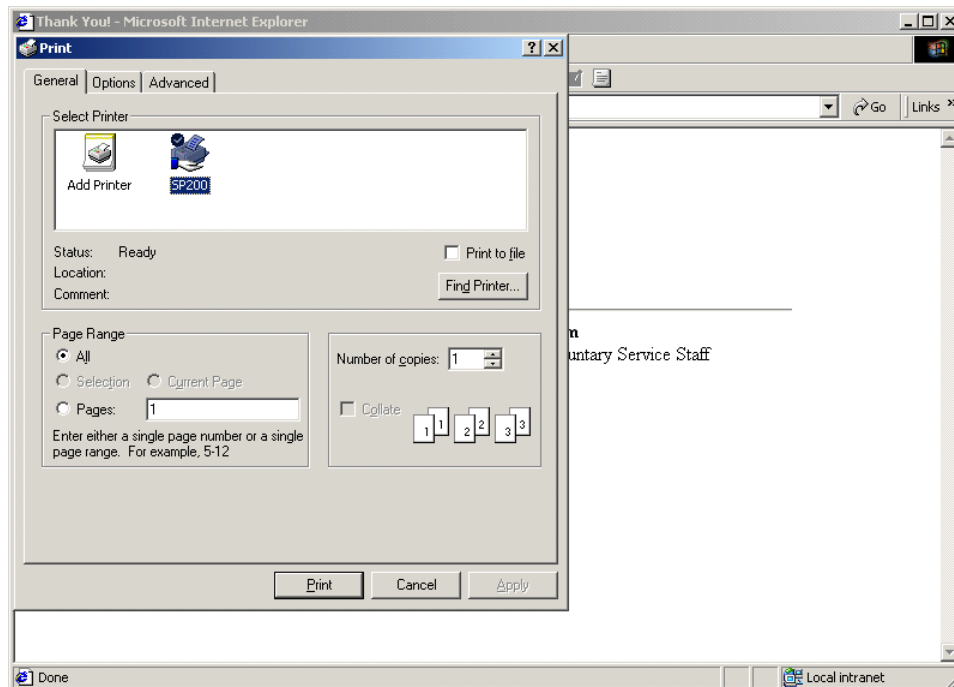 Thank You! - Microsoft Internet Explorer
Print
General Options Advanced
Go Links »
Select Printer
Add Printer SP200
Status: Ready
Print to file
Location:
Comment:
Find Printer...
m
untary Service Staff
Page Range
All
Selection Current Page
Pages: 1
Enter either a single page number or a single
page range. For example, 5-12
Number of copies: 1
Collate
1 1 2 2 3 3
Print Cancel Apply
Done Local intranet